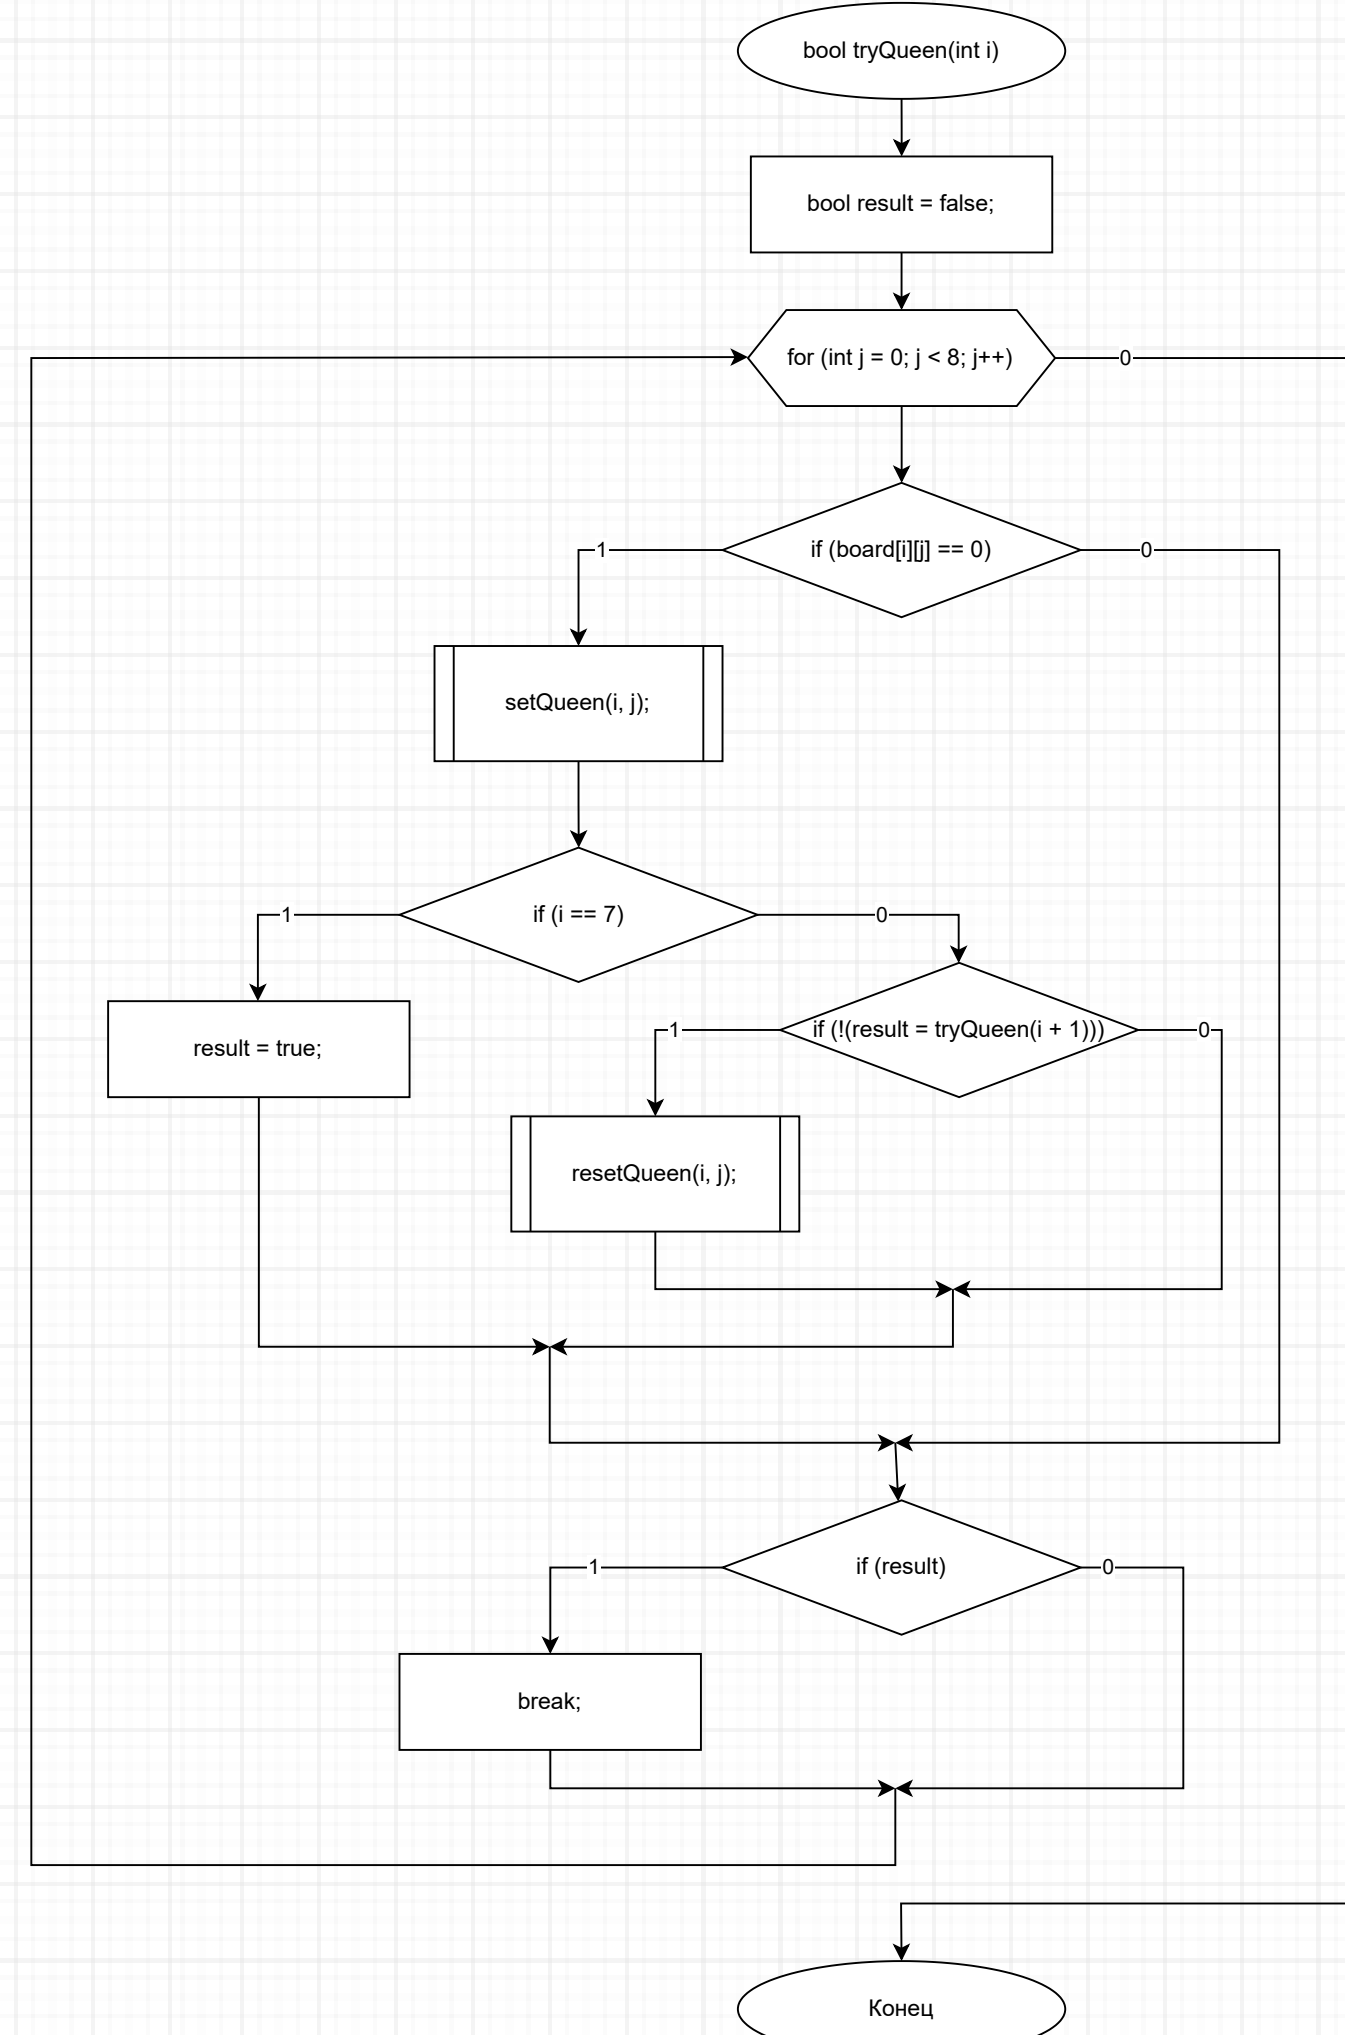 bool tryQueen(int i)
bool result = false;
for (int j = 0; j < 8; j++)
0
if (board[i][j] == 0)
1
0
setQueen(i, j);
if (i == 7)
1
0
result = true;
if (!(result = tryQueen(i + 1)))
1
0
resetQueen(i, j);
if (result)
1
0
break;
Конец